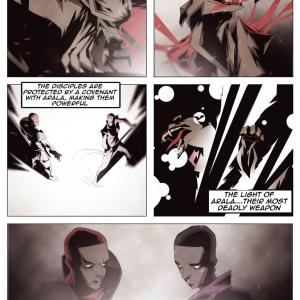 THE DISCIPLES ARE
PROTECTED BY A COVENANT
WITH ARALA, MAKING THEM
POWERFUL
THE LIGHT OF
ARALA....THEIR MOST
DEADLY WEAPON